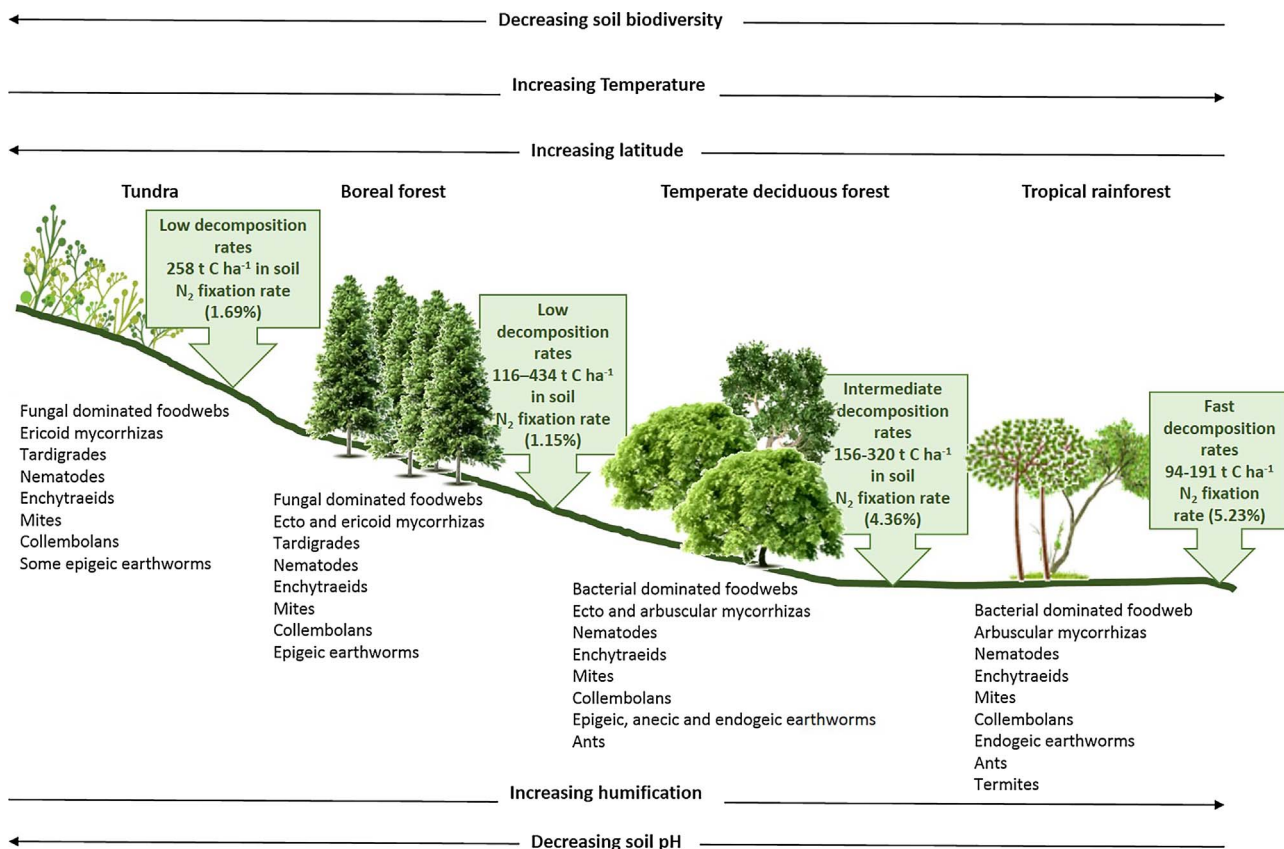 Decreasing soil biodiversity
Increasing Temperature
Increasing latitude
Tundra
Boreal forest
Temperate deciduous forest
Tropical rainforest
Low decomposition
rates
258 t C ha⁻¹ in soil
N₂ fixation rate
(1.69%)
Low
decomposition
rates
116–434 t C ha⁻¹
in soil
N₂ fixation rate
(1.15%)
Intermediate
decomposition
rates
156-320 t C ha⁻¹
in soil
N₂ fixation rate
(4.36%)
Fast
decomposition
rates
94-191 t C ha⁻¹
N₂ fixation
rate (5.23%)
Fungal dominated foodwebs
Ericoid mycorrhizas
Tardigrades
Nematodes
Enchytraeids
Mites
Collembolans
Some epigeic earthworms
Fungal dominated foodwebs
Ecto and ericoid mycorrhizas
Tardigrades
Nematodes
Enchytraeids
Mites
Collembolans
Epigeic earthworms
Bacterial dominated foodwebs
Ecto and arbuscular mycorrhizas
Nematodes
Enchytraeids
Mites
Collembolans
Epigeic, anecic and endogeic earthworms
Ants
Bacterial dominated foodweb
Arbuscular mycorrhizas
Nematodes
Enchytraeids
Mites
Collembolans
Endogeic earthworms
Ants
Termites
Increasing humification
Decreasing soil pH